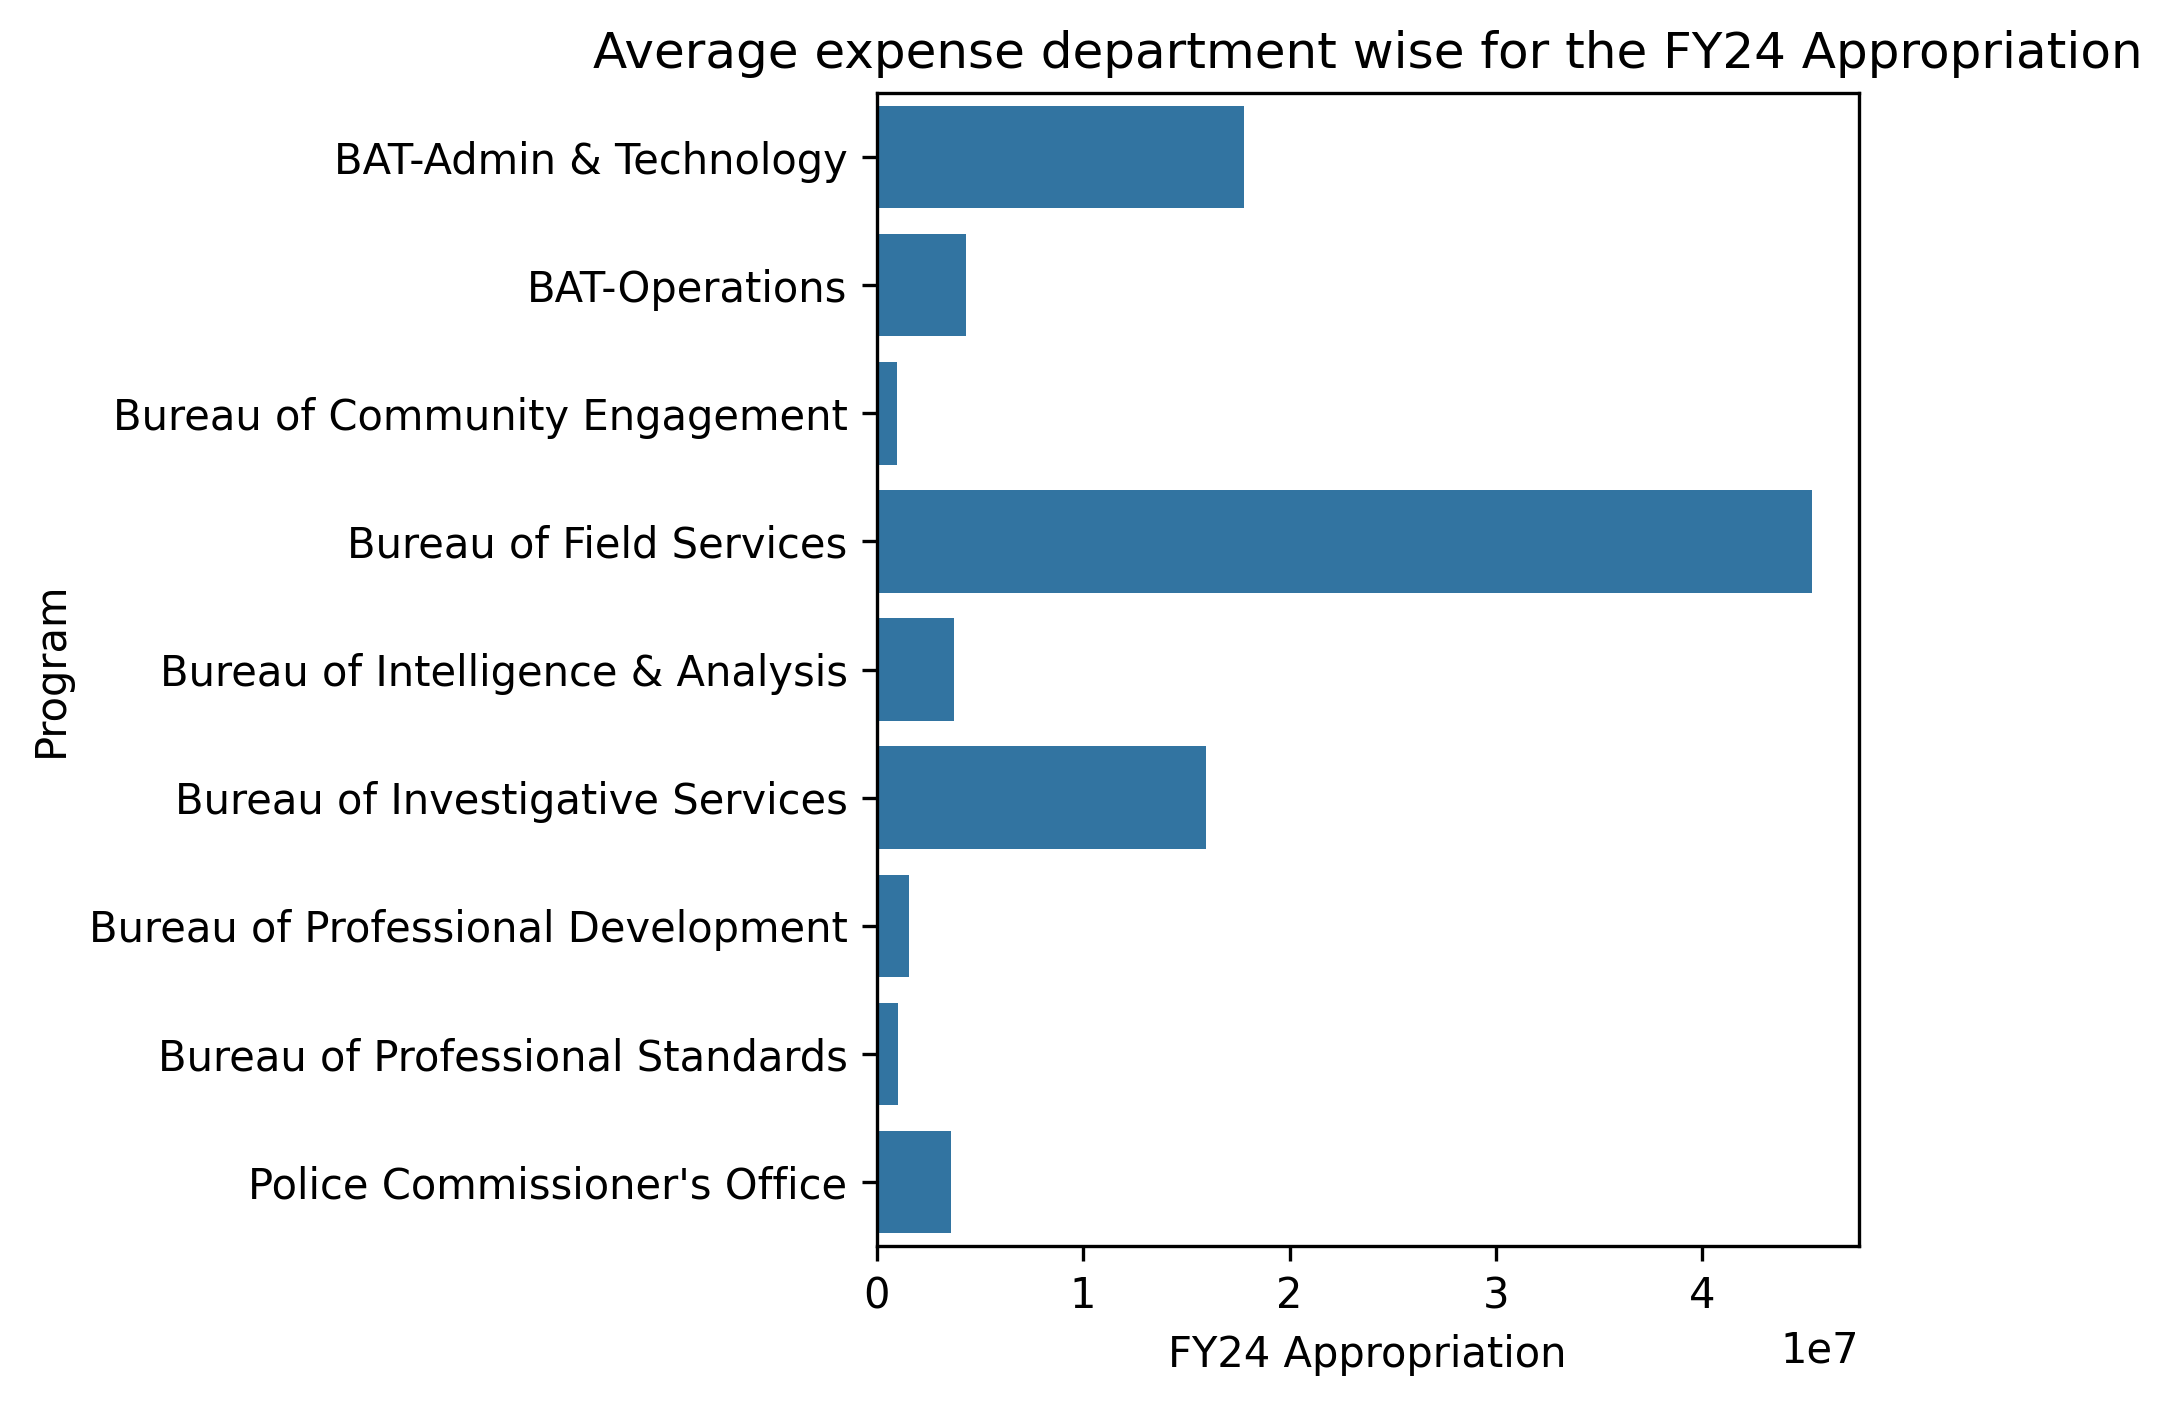 Average expense department wise for the FY24 Appropriation
BAT-Admin & Technology
BAT-Operations
Bureau of Community Engagement
Bureau of Field Services
Bureau of Intelligence & Analysis
Bureau of Investigative Services
Bureau of Professional Development
Bureau of Professional Standards
Police Commissioner's Office
Program
0 1 2 3 4
1e7
FY24 Appropriation